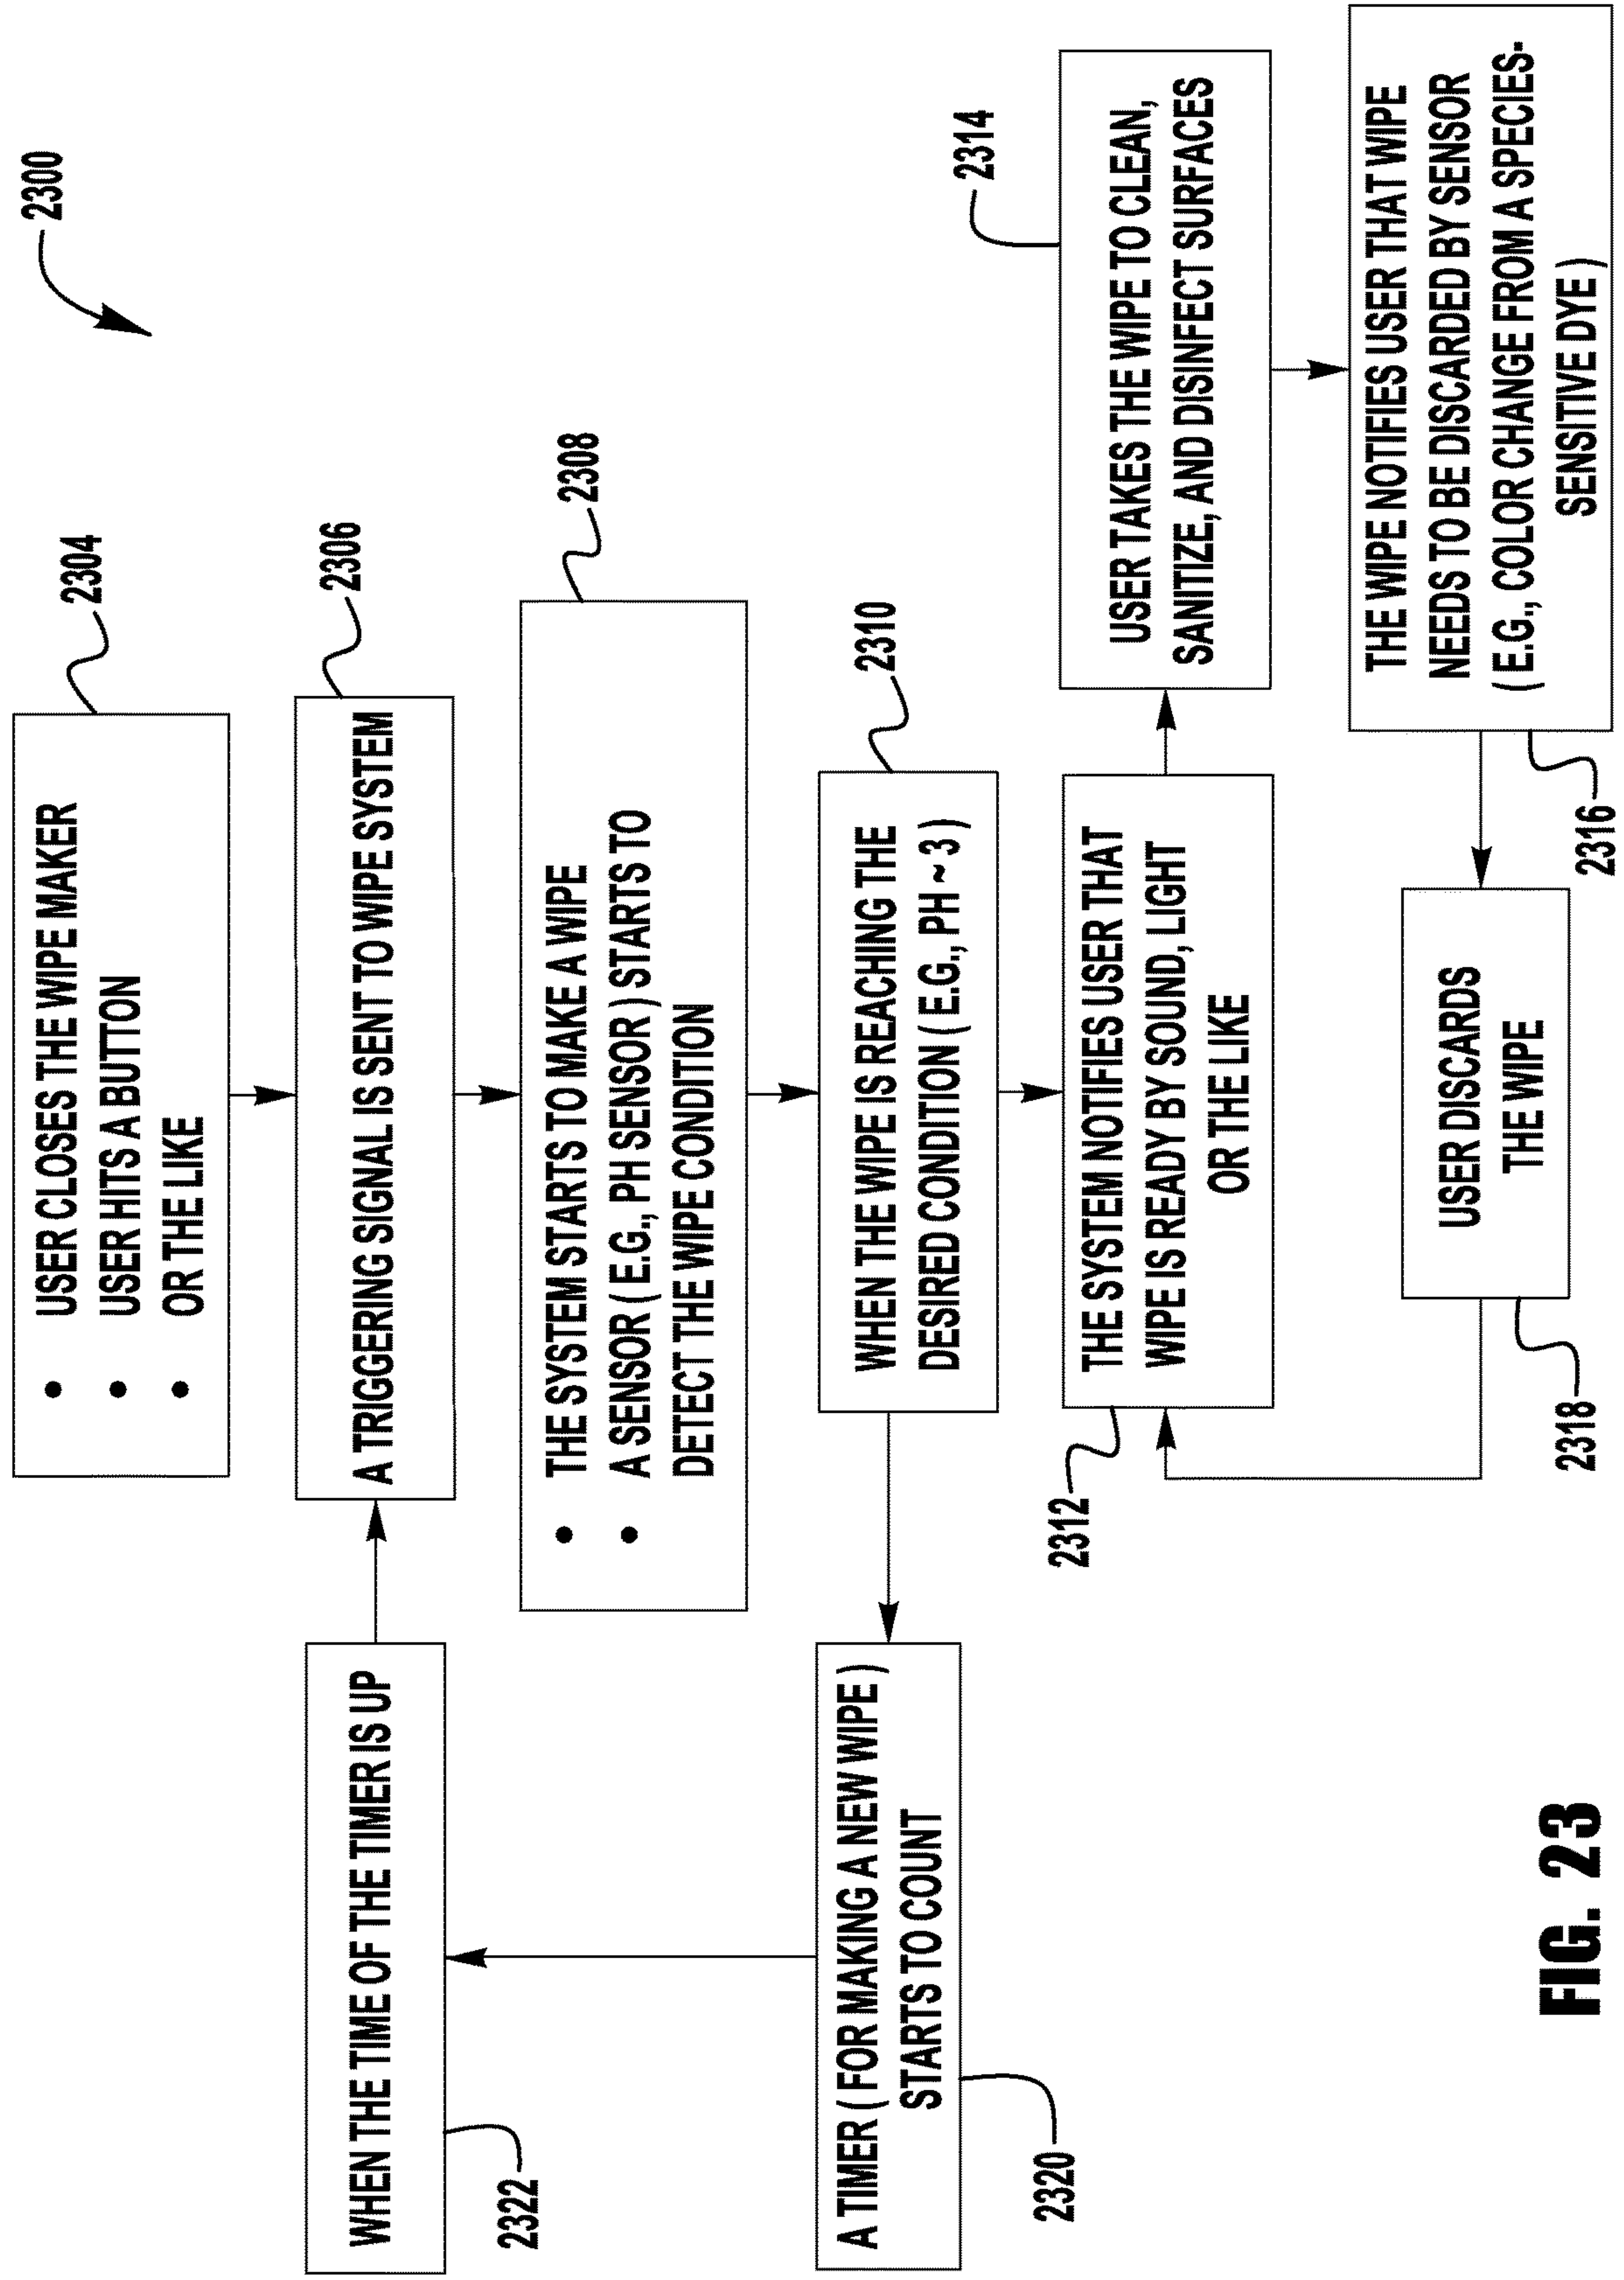 2300
• USER CLOSES THE WIPE MAKER
• USER HITS A BUTTON
• OR THE LIKE
2304
WHEN THE TIME OF THE TIMER IS UP
2322
A TRIGGERING SIGNAL IS SENT TO WIPE SYSTEM
2306
• THE SYSTEM STARTS TO MAKE A WIPE
• A SENSOR ( E.G., PH SENSOR ) STARTS TO
DETECT THE WIPE CONDITION
2308
A TIMER ( FOR MAKING A NEW WIPE )
STARTS TO COUNT
2320
WHEN THE WIPE IS REACHING THE
DESIRED CONDITION ( E.G., PH ~ 3 )
2310
THE SYSTEM NOTIFIES USER THAT
WIPE IS READY BY SOUND, LIGHT
OR THE LIKE
2312
USER TAKES THE WIPE TO CLEAN,
SANITIZE, AND DISINFECT SURFACES
2314
USER DISCARDS
THE WIPE
2318
THE WIPE NOTIFIES USER THAT WIPE
NEEDS TO BE DISCARDED BY SENSOR
( E.G., COLOR CHANGE FROM A SPECIES-
SENSITIVE DYE )
2316
FIG. 23